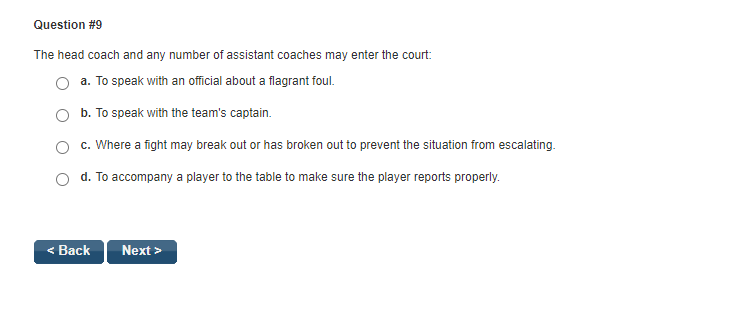 Question #9
The head coach and any number of assistant coaches may enter the court:
a. To speak with an official about a flagrant foul.
b. To speak with the team's captain.
c. Where a fight may break out or has broken out to prevent the situation from escalating.
d. To accompany a player to the table to make sure the player reports properly.
< Back Next >